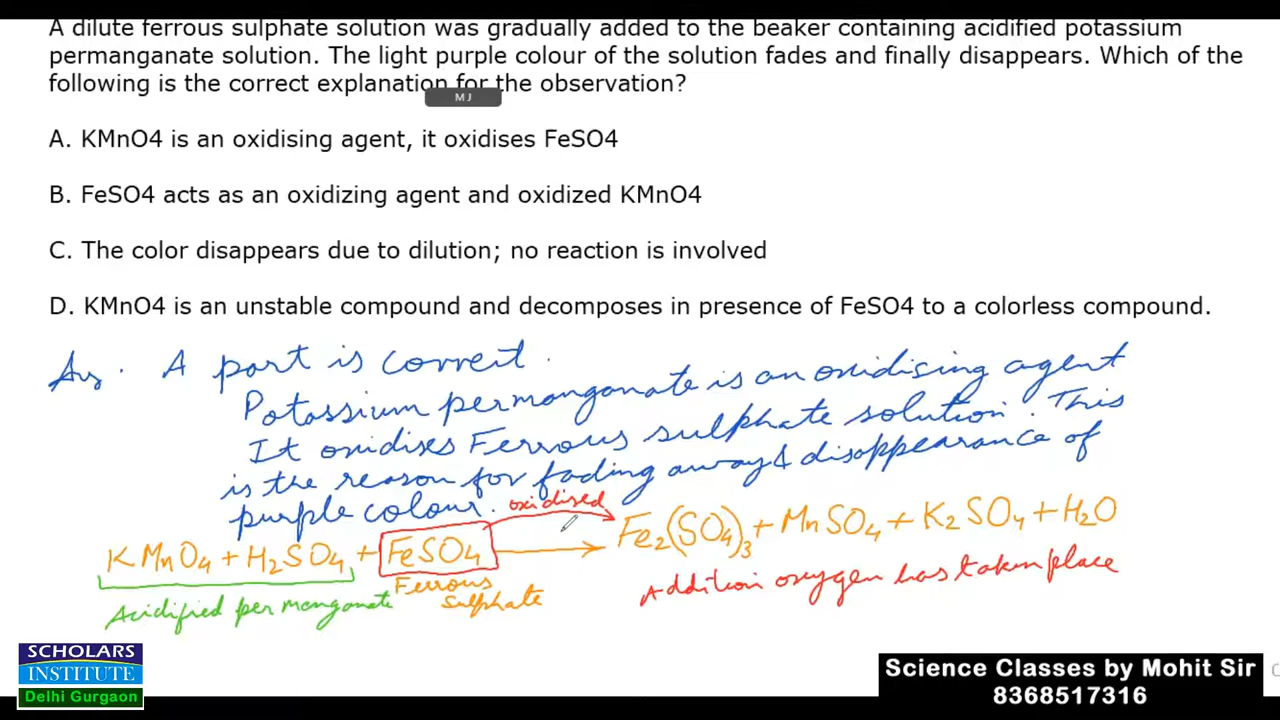 A dilute ferrous sulphate solution was gradually added to the beaker containing acidified potassium
permanganate solution. The light purple colour of the solution fades and finally disappears. Which of the
following is the correct explanation for the observation?
MJ
A. KMnO4 is an oxidising agent, it oxidises FeSO4
B. FeSO4 acts as an oxidizing agent and oxidized KMnO4
C. The color disappears due to dilution; no reaction is involved
D. KMnO4 is an unstable compound and decomposes in presence of FeSO4 to a colorless compound.
Ans. A part is correct.
Potassium permanganate is an oxidising agent
It oxidises Ferrous sulphate solution. This
is the reason for fading away & disappearance of
purple colour.
oxidised
KMnO4 + H2SO4 + FeSO4 → Fe2(SO4)3 + MnSO4 + K2SO4 + H2O
Acidified permanganate
Ferrous
Sulphate
Addition oxygen has taken place
SCHOLARS
INSTITUTE
Delhi Gurgaon
Science Classes by Mohit Sir
8368517316